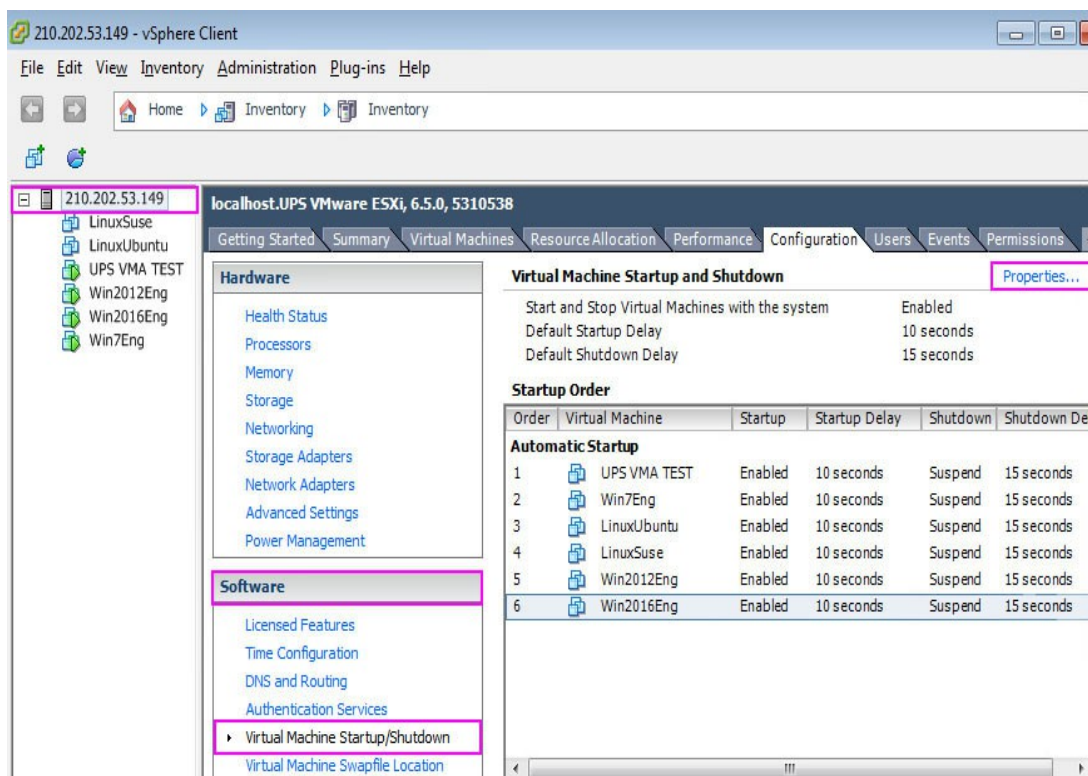 210.202.53.149 - vSphere Client
File Edit View Inventory Administration Plug-ins Help
Home Inventory Inventory
210.202.53.149
LinuxSuse
LinuxUbuntu
UPS VMA TEST
Win2012Eng
Win2016Eng
Win7Eng
localhost.UPS VMware ESXi, 6.5.0, 5310538
Getting Started Summary Virtual Machines Resource Allocation Performance Configuration Users Events Permissions
Hardware
Health Status
Processors
Memory
Storage
Networking
Storage Adapters
Network Adapters
Advanced Settings
Power Management
Software
Licensed Features
Time Configuration
DNS and Routing
Authentication Services
Virtual Machine Startup/Shutdown
Virtual Machine Swapfile Location
Virtual Machine Startup and Shutdown Properties...
Start and Stop Virtual Machines with the system Enabled
Default Startup Delay 10 seconds
Default Shutdown Delay 15 seconds
Startup Order
Order Virtual Machine Startup Startup Delay Shutdown Shutdown De
Automatic Startup
1 UPS VMA TEST Enabled 10 seconds Suspend 15 seconds
2 Win7Eng Enabled 10 seconds Suspend 15 seconds
3 LinuxUbuntu Enabled 10 seconds Suspend 15 seconds
4 LinuxSuse Enabled 10 seconds Suspend 15 seconds
5 Win2012Eng Enabled 10 seconds Suspend 15 seconds
6 Win2016Eng Enabled 10 seconds Suspend 15 seconds